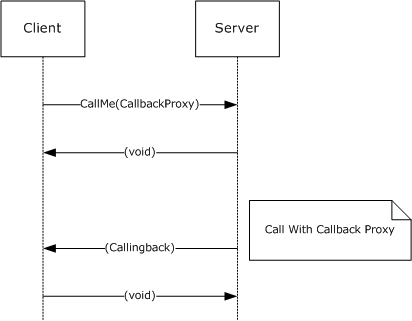 Client
Server
CallMe(CallbackProxy)
(void)
Call With Callback Proxy
(Callingback)
(void)